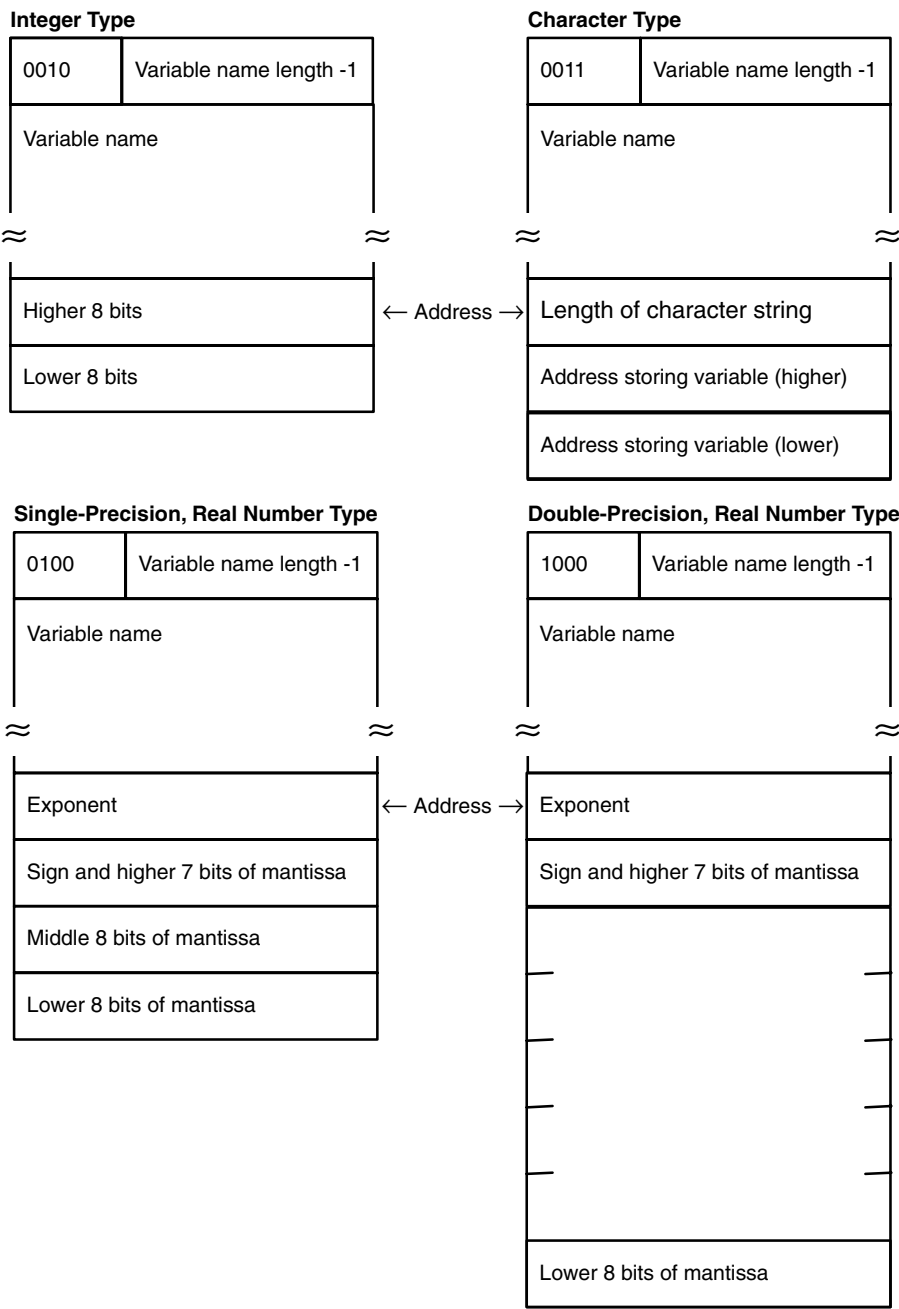 Integer Type
0010 Variable name length -1
Variable name
≈ ≈
Higher 8 bits
Lower 8 bits
← Address →
Character Type
0011 Variable name length -1
Variable name
≈ ≈
Length of character string
Address storing variable (higher)
Address storing variable (lower)
Single-Precision, Real Number Type
0100 Variable name length -1
Variable name
≈ ≈
Exponent
Sign and higher 7 bits of mantissa
Middle 8 bits of mantissa
Lower 8 bits of mantissa
← Address →
Double-Precision, Real Number Type
1000 Variable name length -1
Variable name
≈ ≈
Exponent
Sign and higher 7 bits of mantissa
Lower 8 bits of mantissa